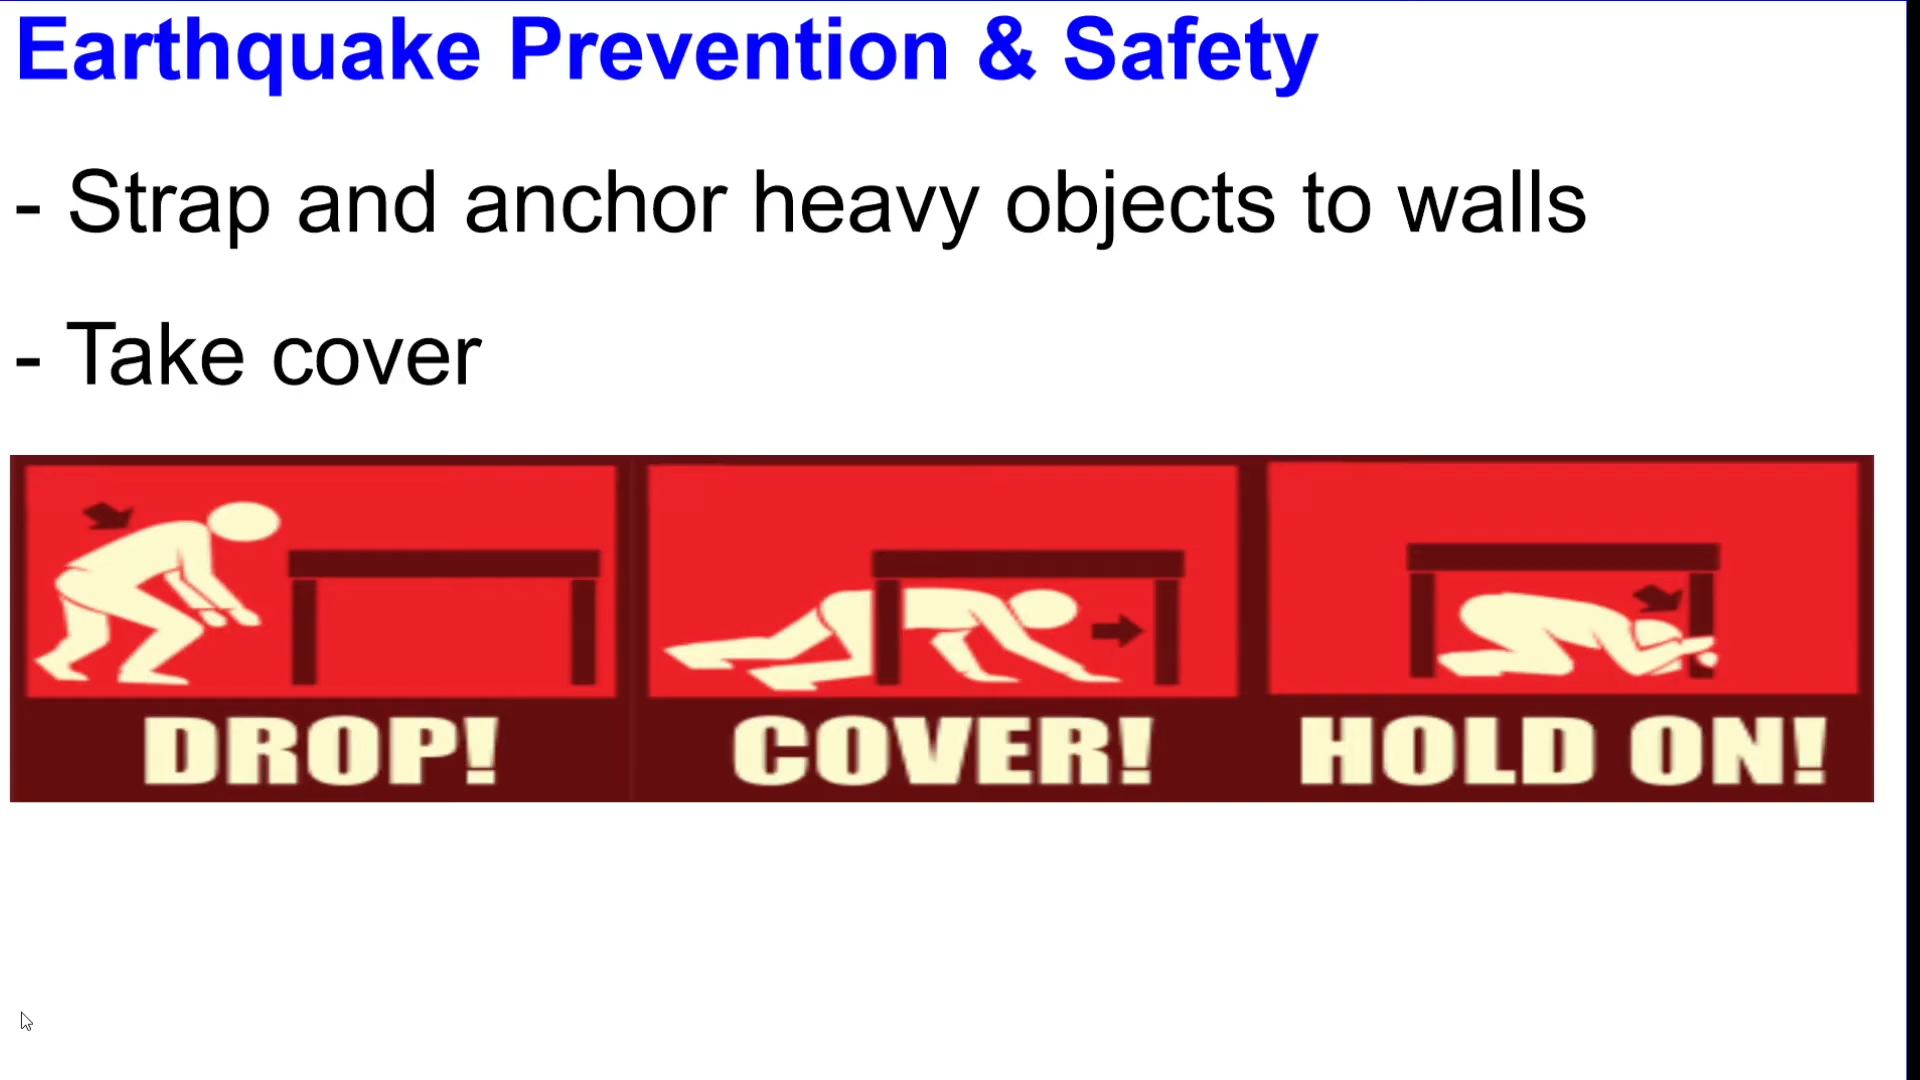 Earthquake Prevention & Safety
- Strap and anchor heavy objects to walls
- Take cover
DROP! COVER! HOLD ON!